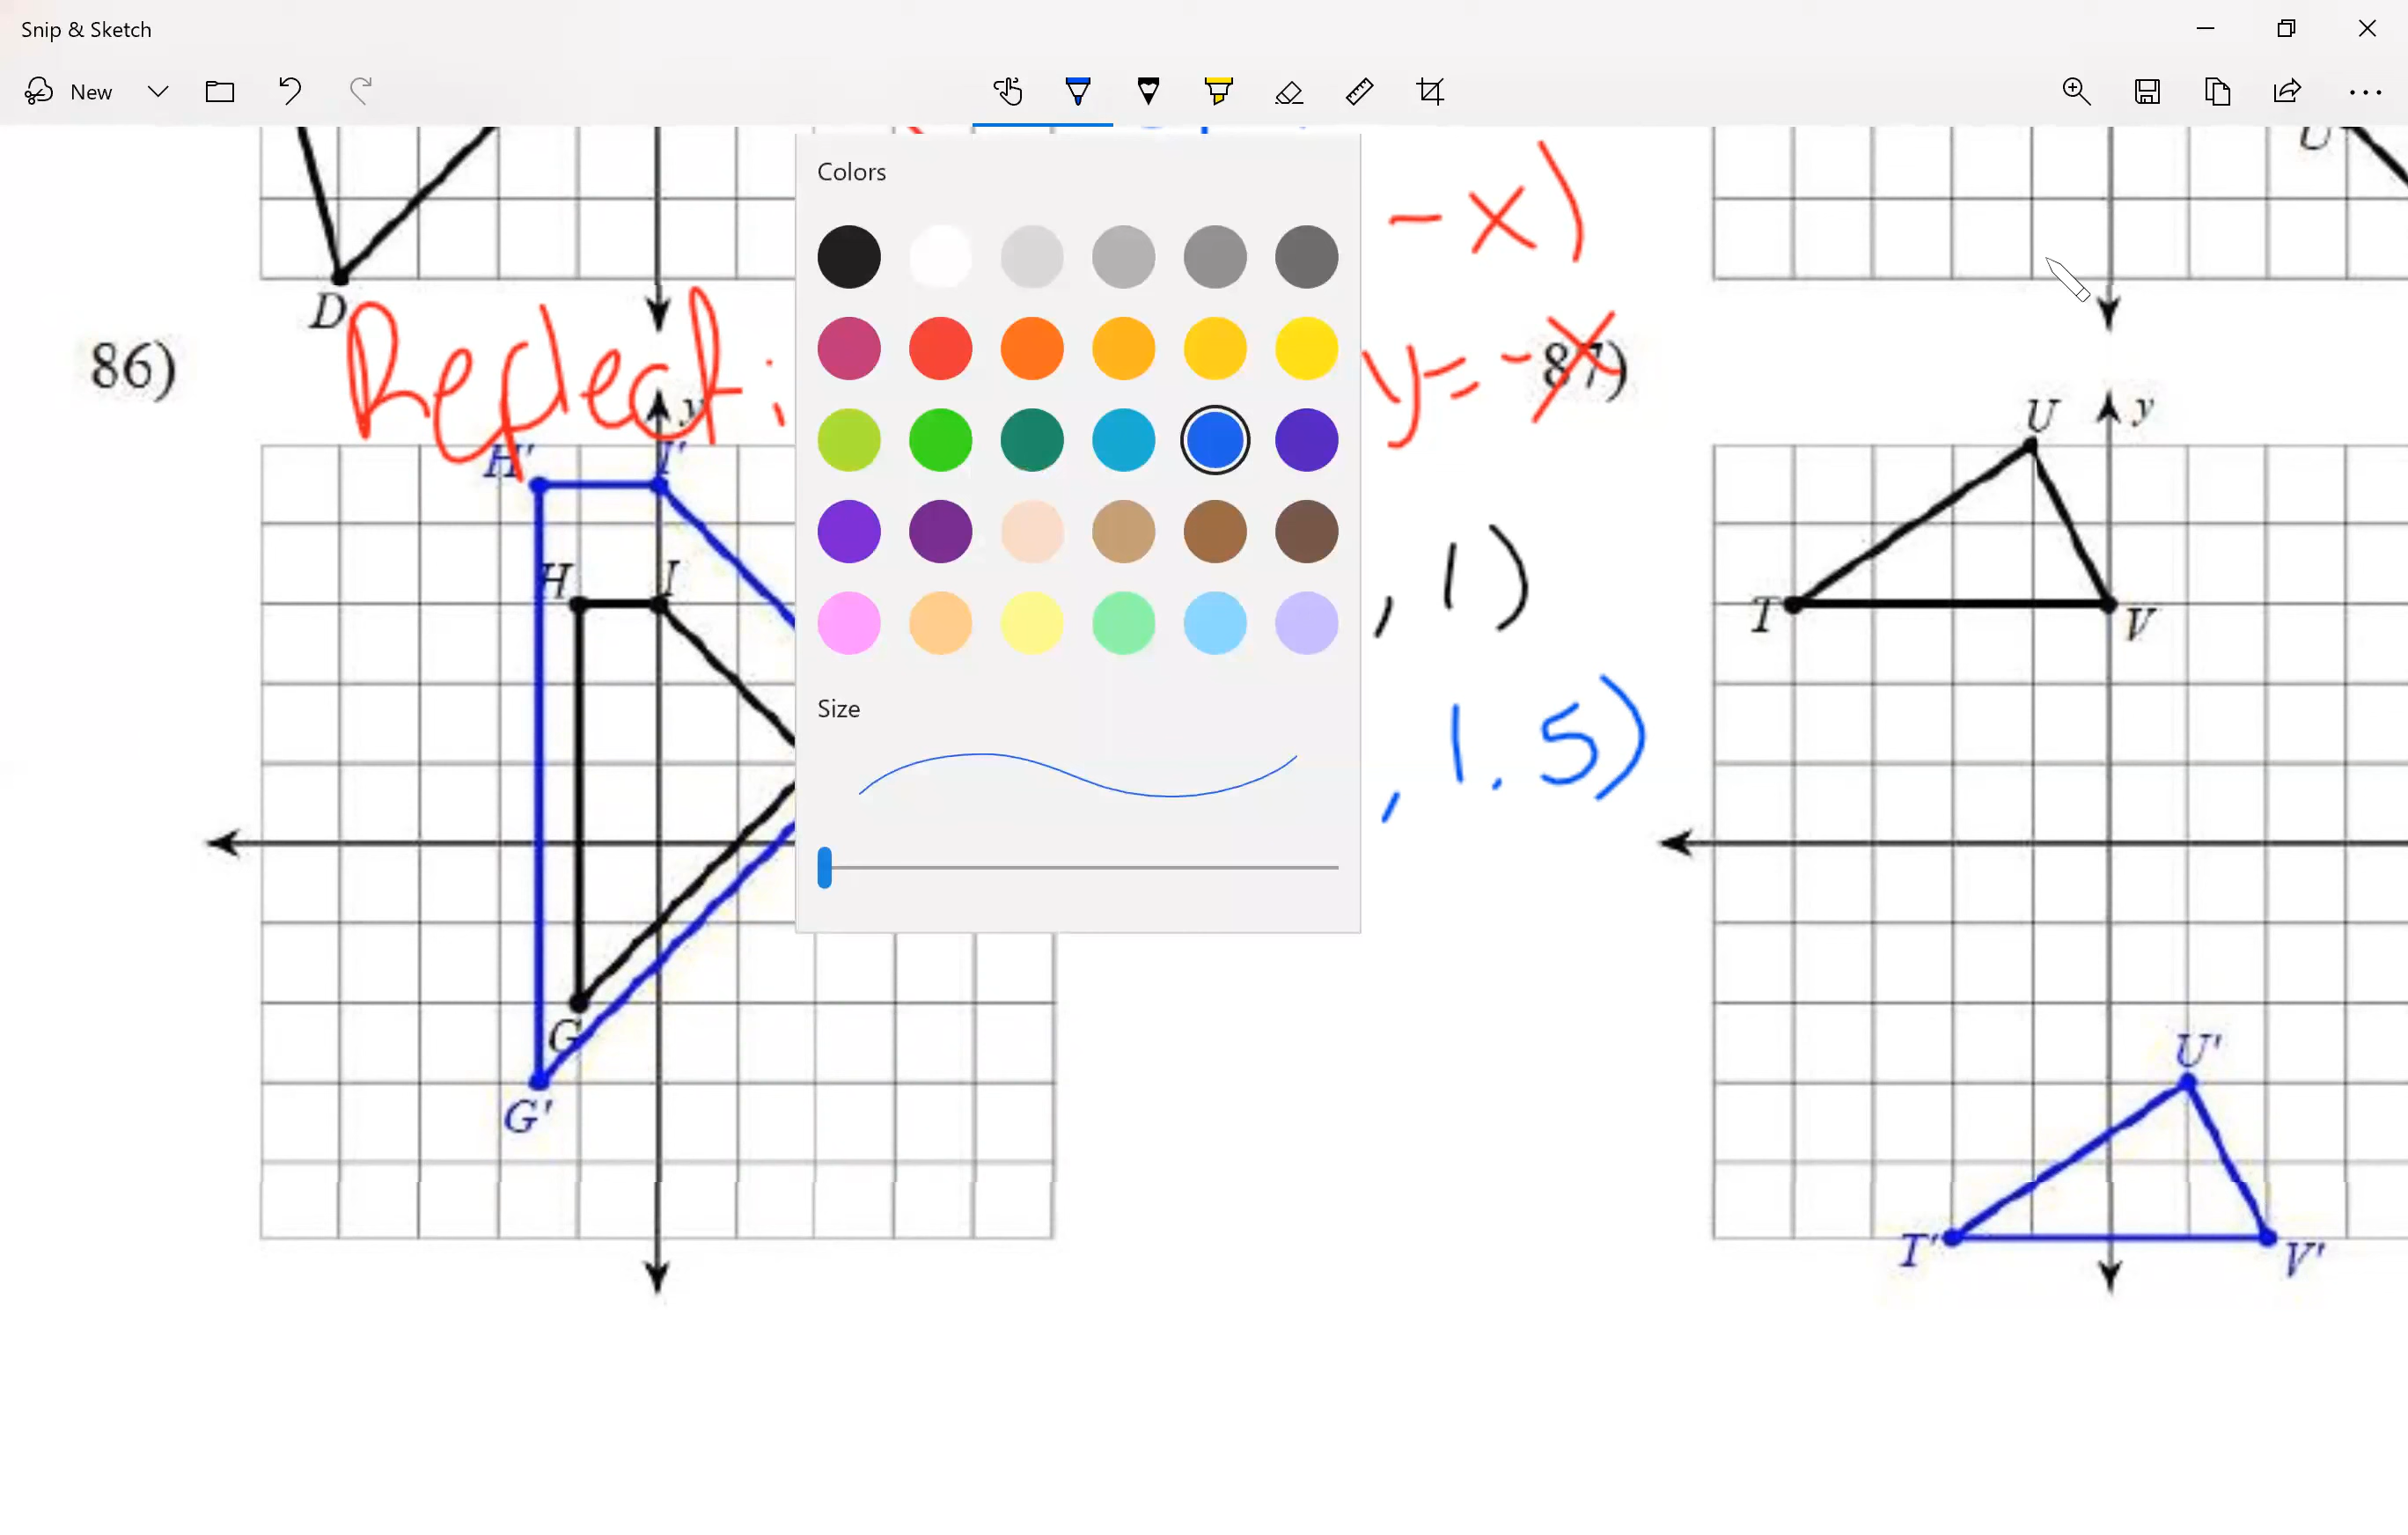 Snip & Sketch
New
Colors
Size
D
86)
Reflect:
- x)
y = -x
87)
, 1)
, 1.5)
y
H'
I'
H
I
G
G'
U
y
U
T
V
U'
T'
V'